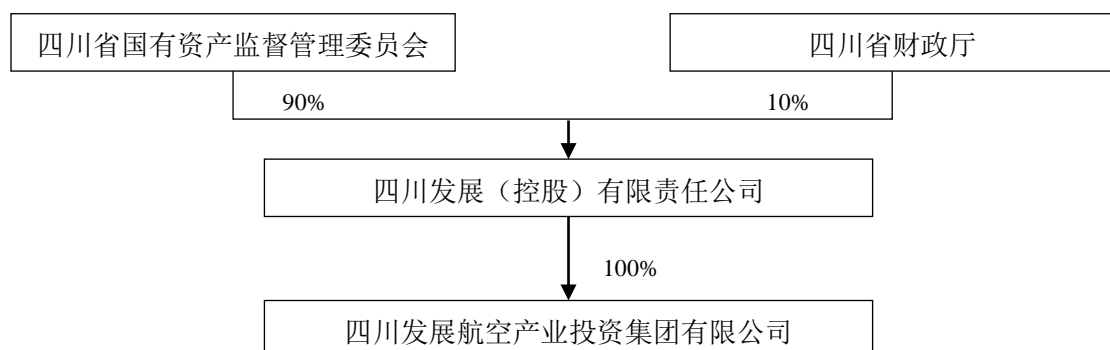 四川省国有资产监督管理委员会
四川省财政厅
90%
10%
四川发展（控股）有限责任公司
100%
四川发展航空产业投资集团有限公司